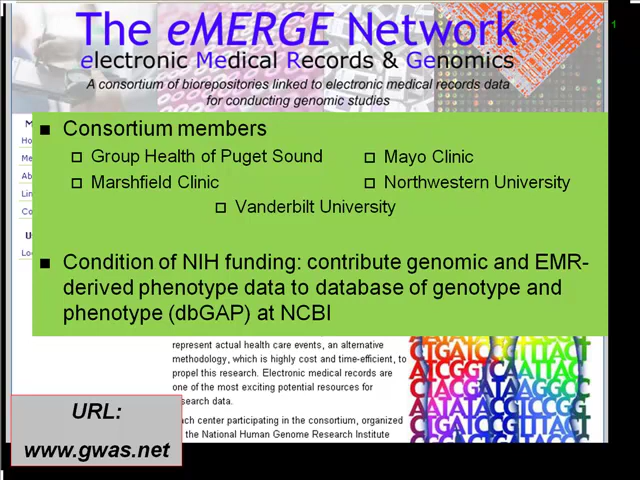 The eMERGE Network
1
electronic Medical Records & Genomics
A consortium of biorepositories linked to electronic medical records data
for conducting genomic studies
Consortium members
Group Health of Puget Sound
Mayo Clinic
Marshfield Clinic
Northwestern University
Vanderbilt University
Condition of NIH funding: contribute genomic and EMR-
derived phenotype data to database of genotype and
phenotype (dbGAP) at NCBI
represent actual health care events, an alternative
methodology, which is highly cost and time-efficient, to
propel this research. Electronic medical records are
one of the most exciting potential resources for
research data.
ach center participating in the consortium, organized
the National Human Genome Research Institute
URL:
www.gwas.net